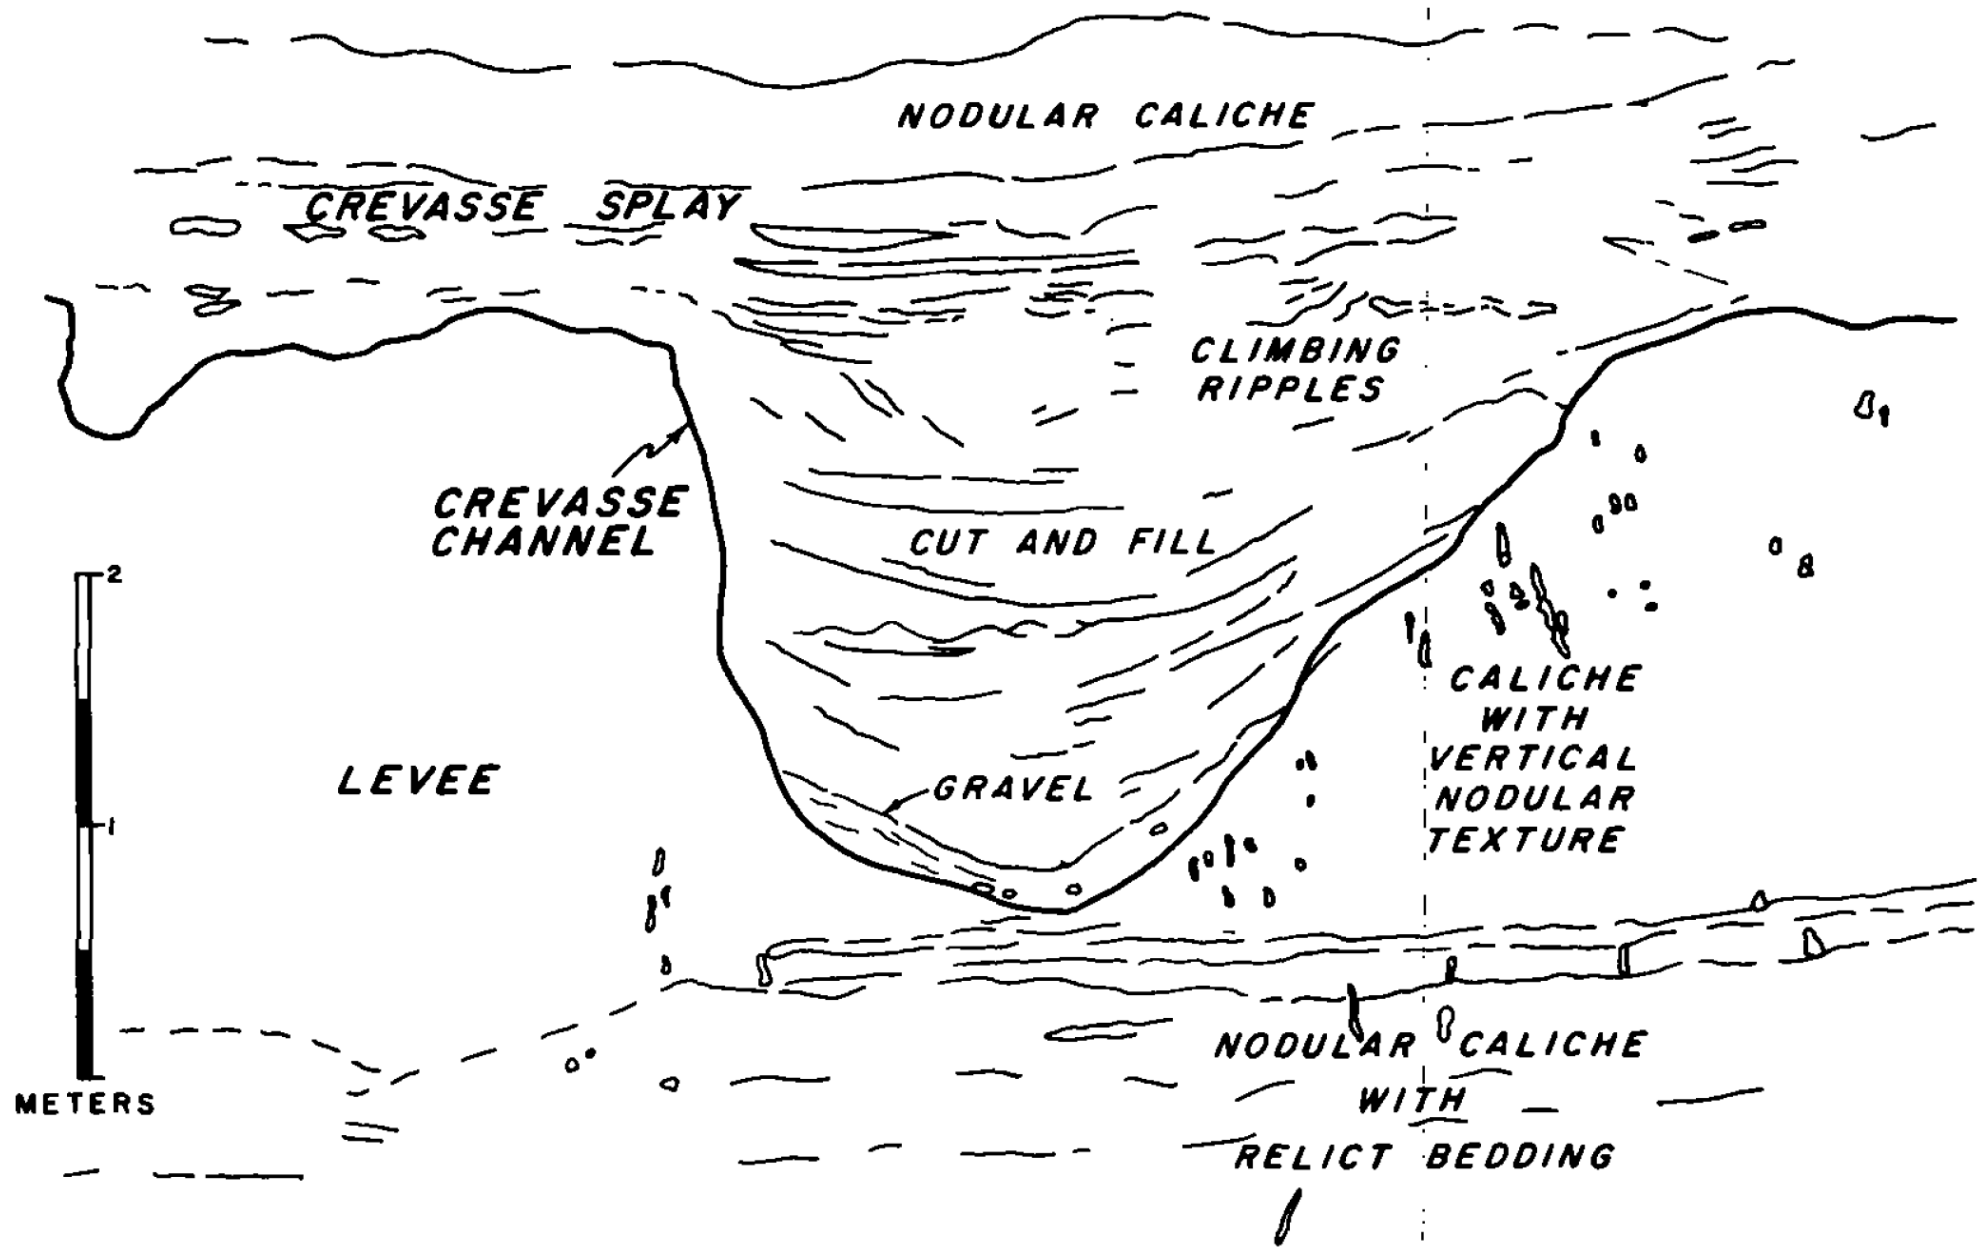 NODULAR CALICHE
CREVASSE SPLAY
CLIMBING
RIPPLES
CREVASSE
CHANNEL
CUT AND FILL
2
CALICHE
WITH
VERTICAL
NODULAR
TEXTURE
LEVEE
GRAVEL
1
NODULAR CALICHE
WITH
RELICT BEDDING
METERS